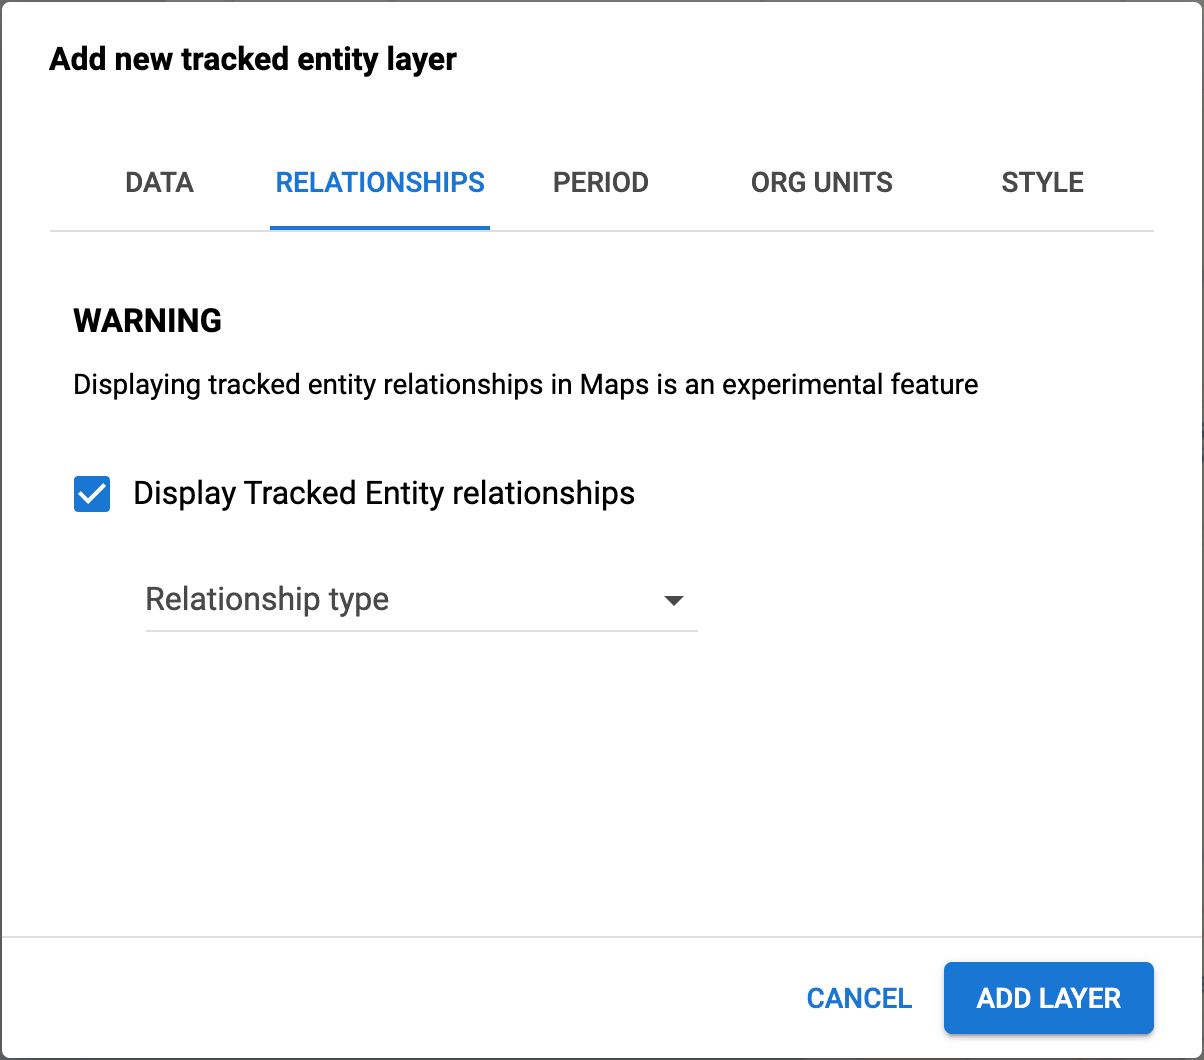 Add new tracked entity layer
DATA RELATIONSHIPS PERIOD ORG UNITS STYLE
WARNING
Displaying tracked entity relationships in Maps is an experimental feature
Display Tracked Entity relationships
Relationship type
CANCEL ADD LAYER